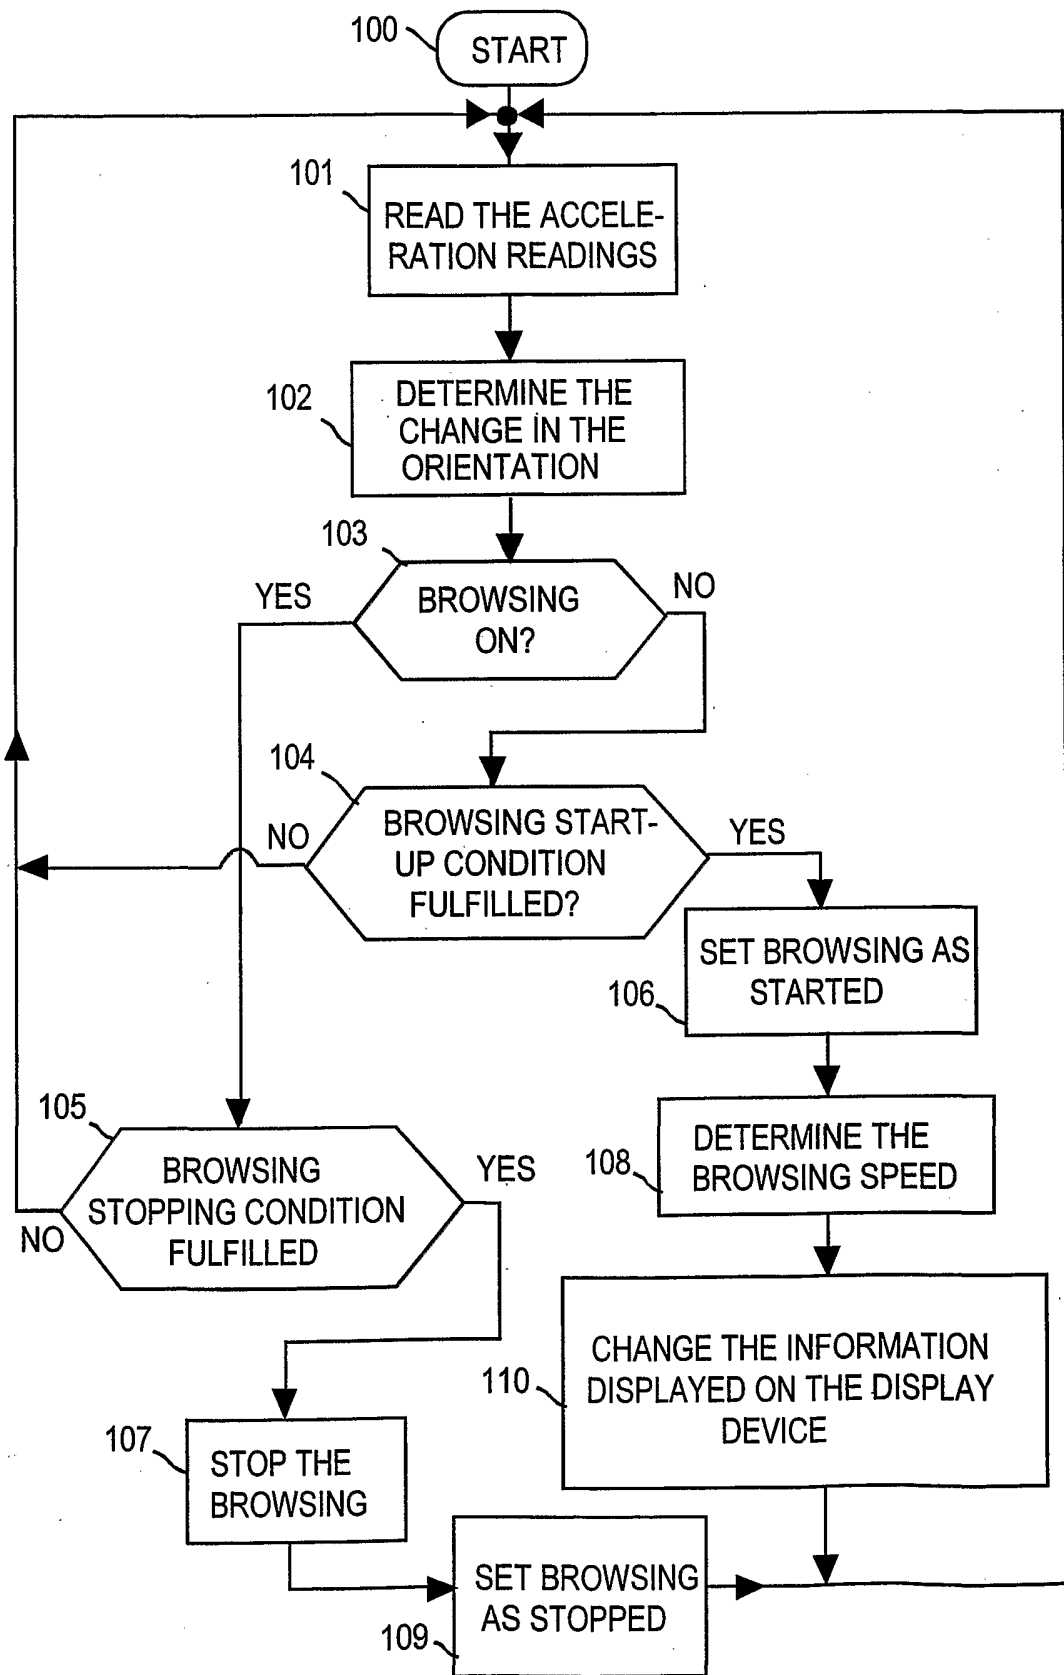 100
START
101
READ THE ACCELE-
RATION READINGS
102
DETERMINE THE
CHANGE IN THE
ORIENTATION
103
YES
BROWSING
ON?
NO
104
NO
BROWSING START-
UP CONDITION
FULFILLED?
YES
SET BROWSING AS
STARTED
106
105
BROWSING
STOPPING CONDITION
FULFILLED
YES
NO
DETERMINE THE
BROWSING SPEED
108
CHANGE THE INFORMATION
DISPLAYED ON THE DISPLAY
DEVICE
110
107
STOP THE
BROWSING
SET BROWSING
AS STOPPED
109